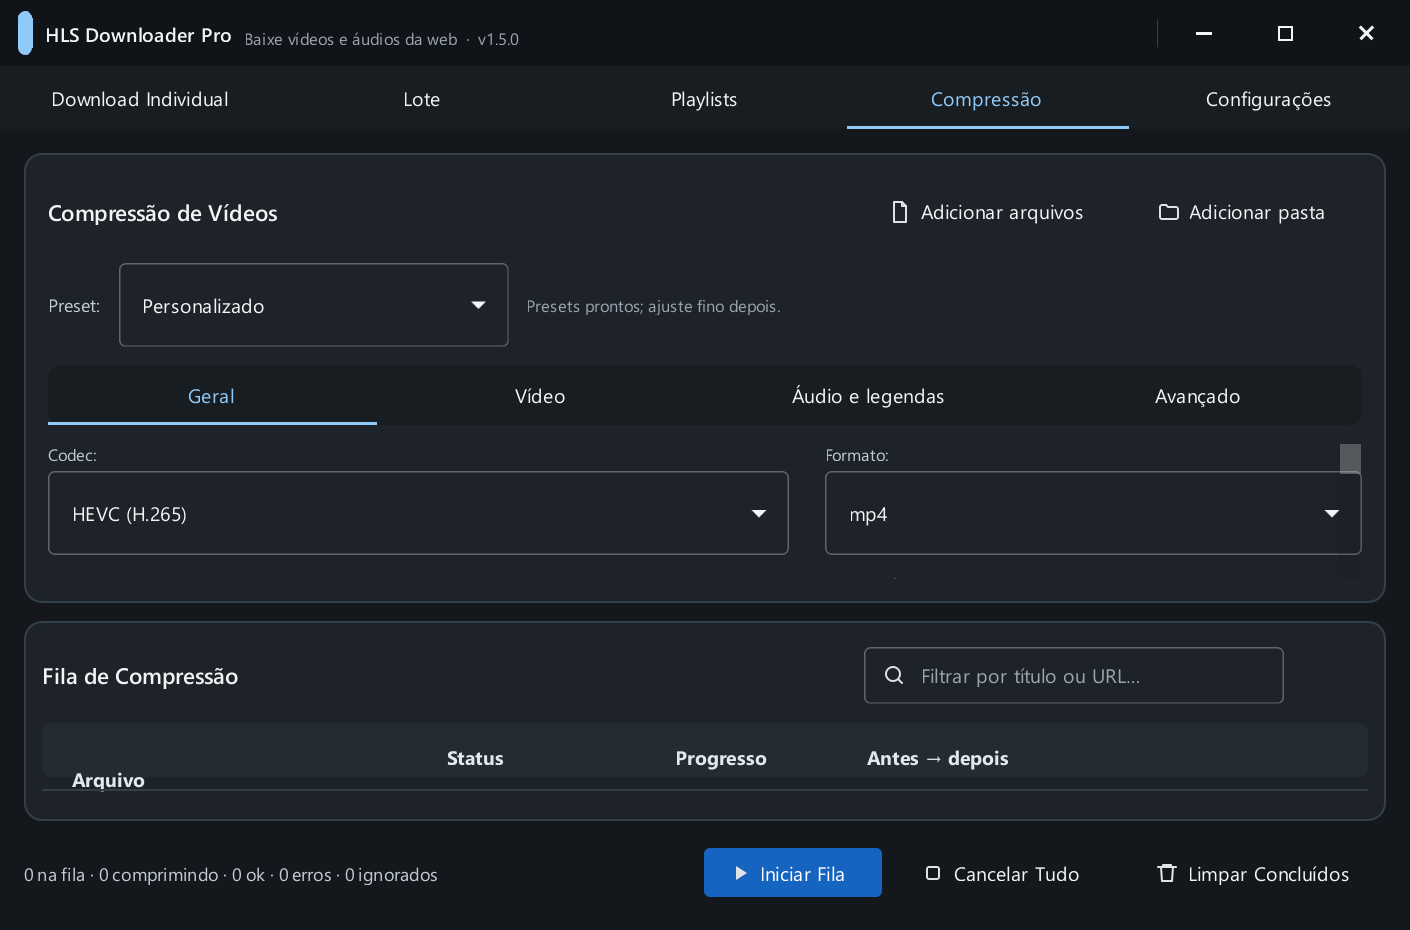 HLS Downloader Pro Baixe vídeos e áudios da web · v1.5.0
Download Individual Lote Playlists Compressão Configurações
Compressão de Vídeos Adicionar arquivos Adicionar pasta
Preset: Personalizado Presets prontos; ajuste fino depois.
Geral Vídeo Áudio e legendas Avançado
Codec: Formato:
HEVC (H.265) mp4
Fila de Compressão Filtrar por título ou URL...
Arquivo Status Progresso Antes → depois
0 na fila · 0 comprimindo · 0 ok · 0 erros · 0 ignorados Iniciar Fila Cancelar Tudo Limpar Concluídos